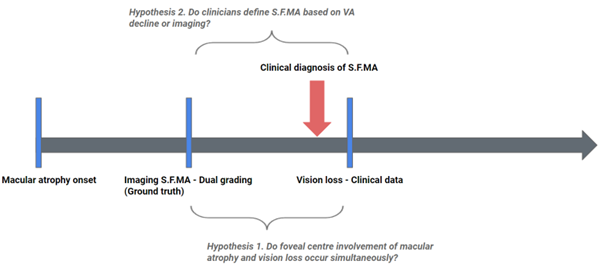 Hypothesis 2. Do clinicians define S.F.MA based on VA
decline or imaging?
Clinical diagnosis of S.F.MA
Macular atrophy onset
Imaging S.F.MA - Dual grading
(Ground truth)
Vision loss - Clinical data
Hypothesis 1. Do foveal centre involvement of macular
atrophy and vision loss occur simultaneously?